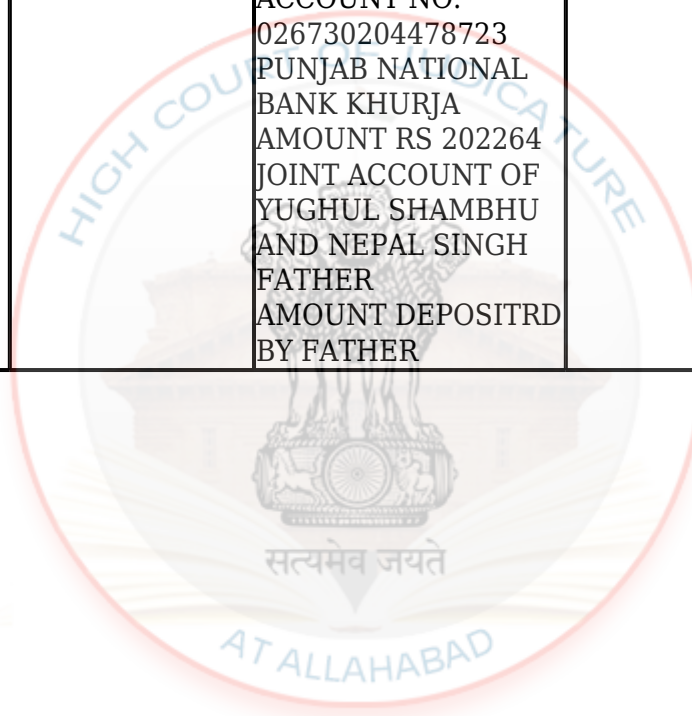 ACCOUNT NO.
026730204478723
PUNJAB NATIONAL
BANK KHURJA
AMOUNT RS 202264
JOINT ACCOUNT OF
YUGHUL SHAMBHU
AND NEPAL SINGH
FATHER
AMOUNT DEPOSITRD
BY FATHER
HIGH COURT OF JUDICATURE
सत्यमेव जयते
AT ALLAHABAD